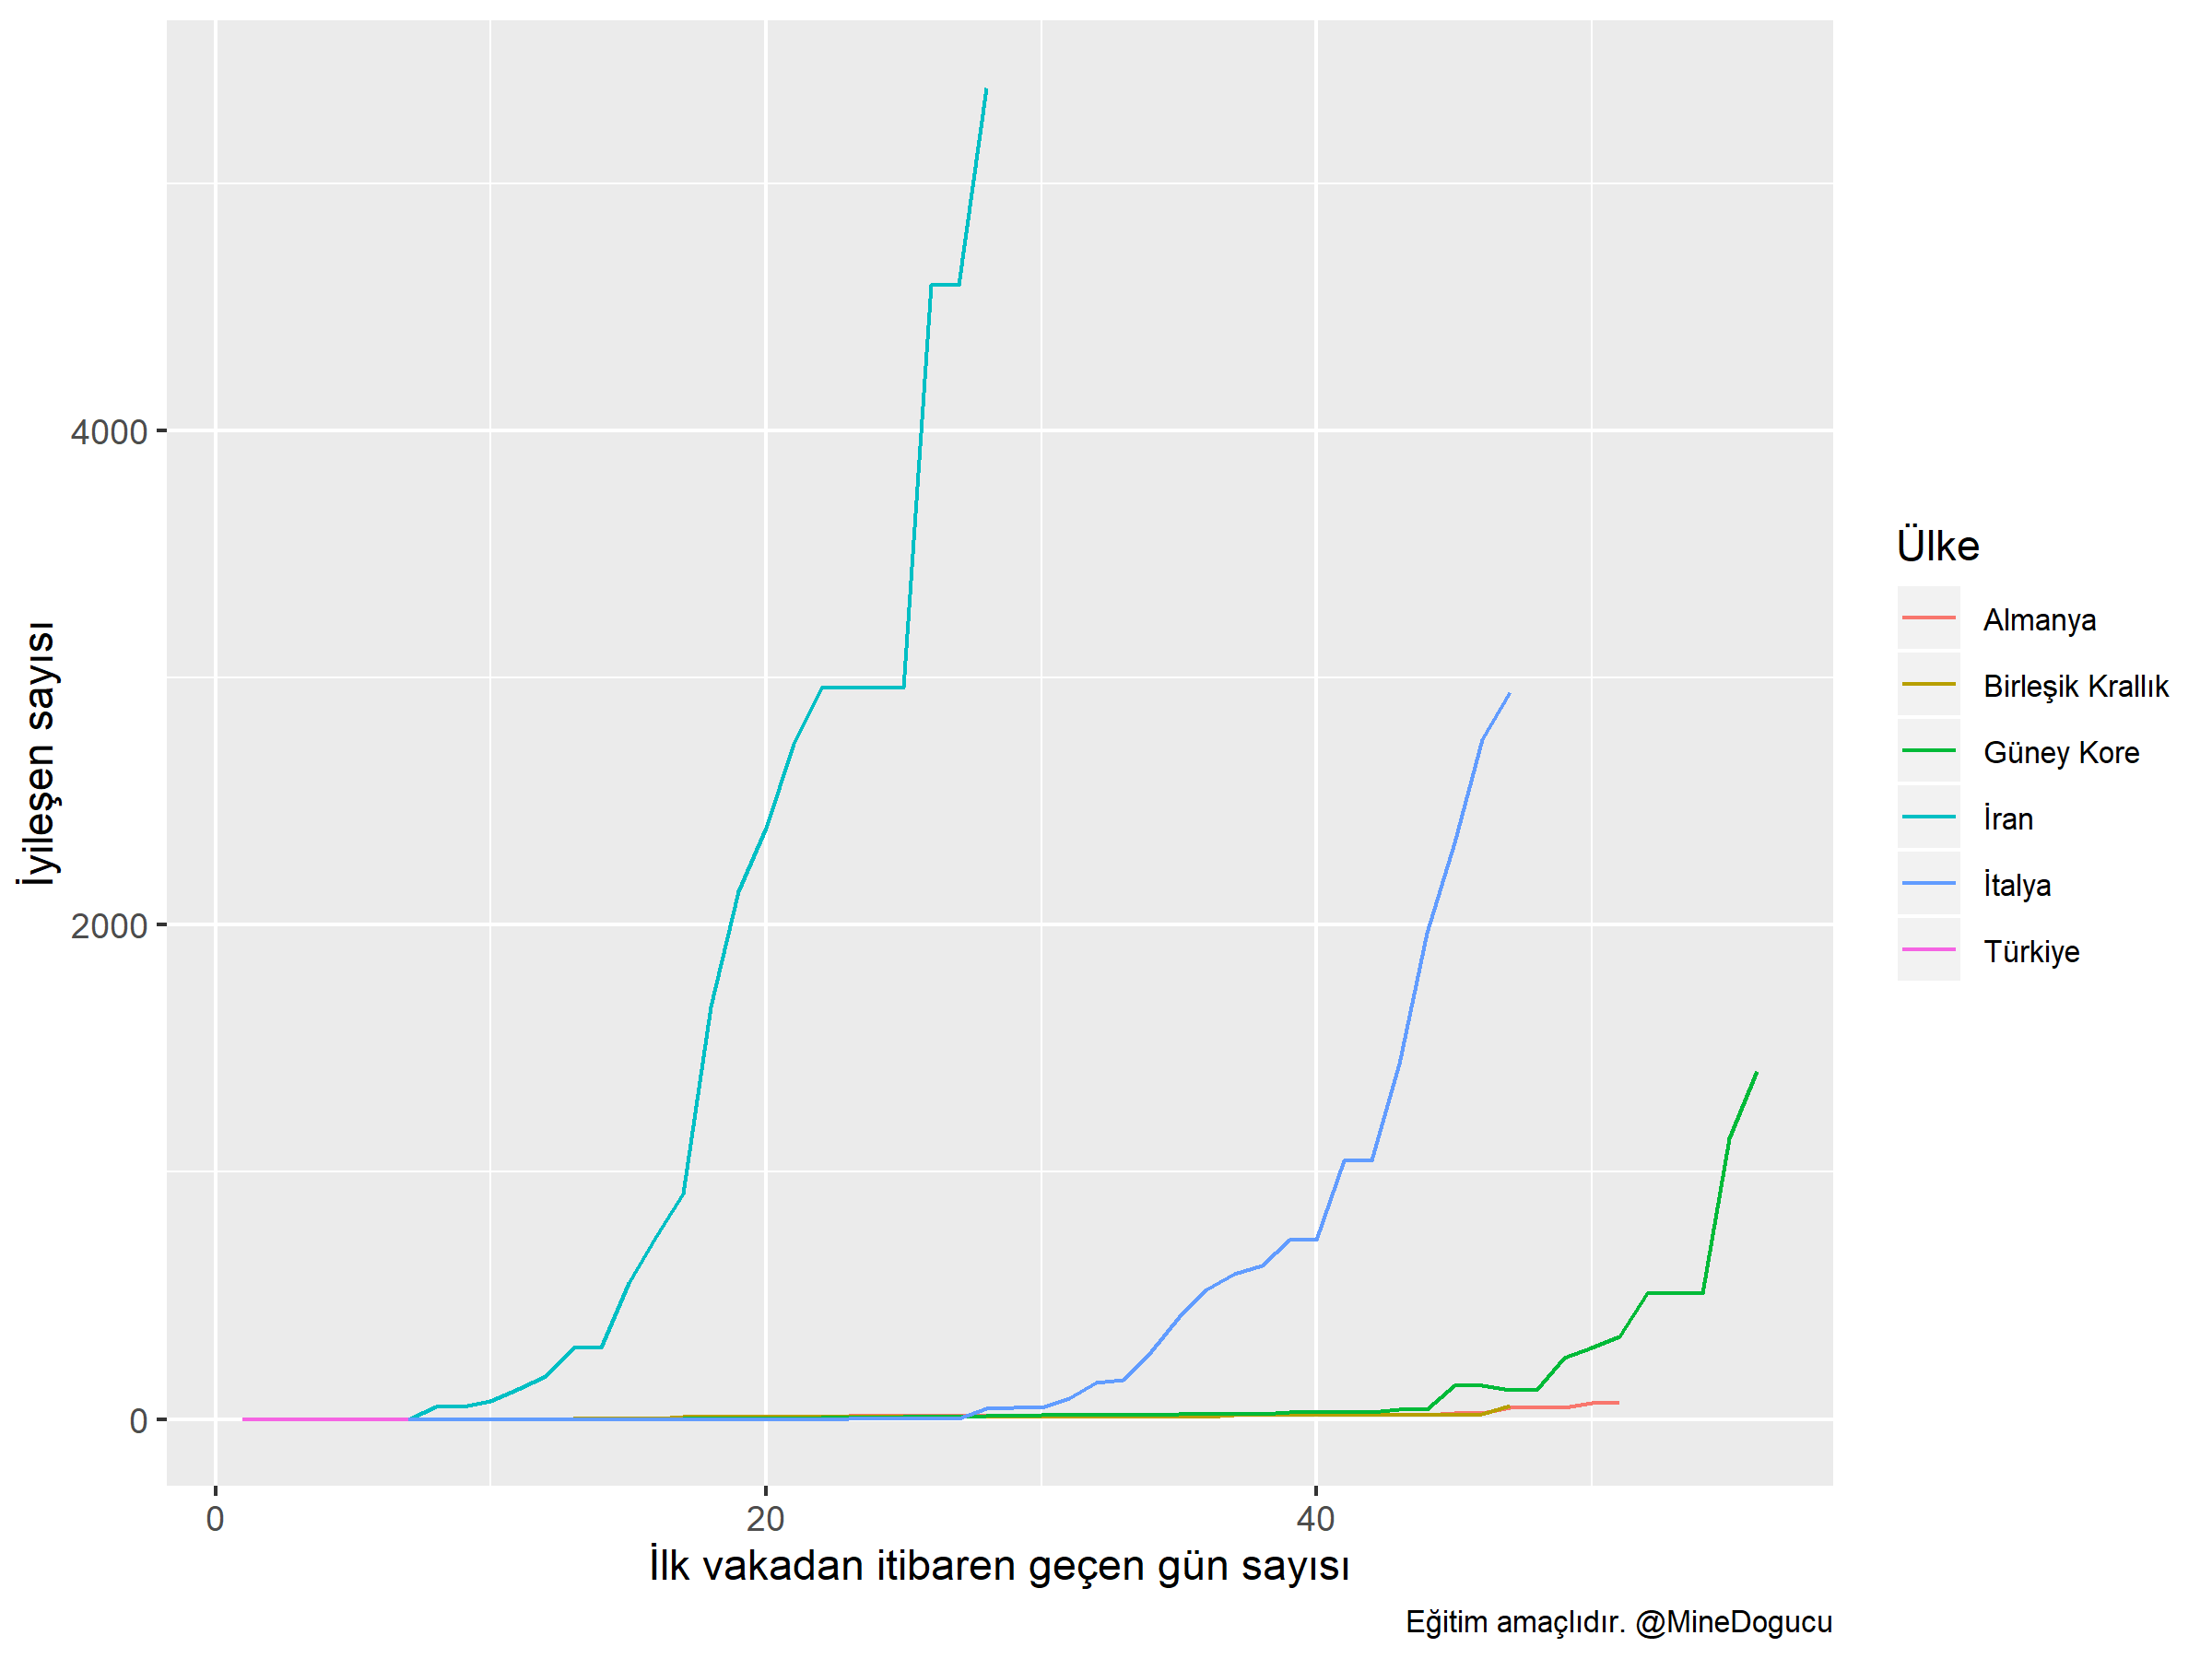 İyileşen sayısı
4000
2000
0
0 20 40
İlk vakadan itibaren geçen gün sayısı
Ülke
Almanya
Birleşik Krallık
Güney Kore
İran
İtalya
Türkiye
Eğitim amaçlıdır. @MineDogucu